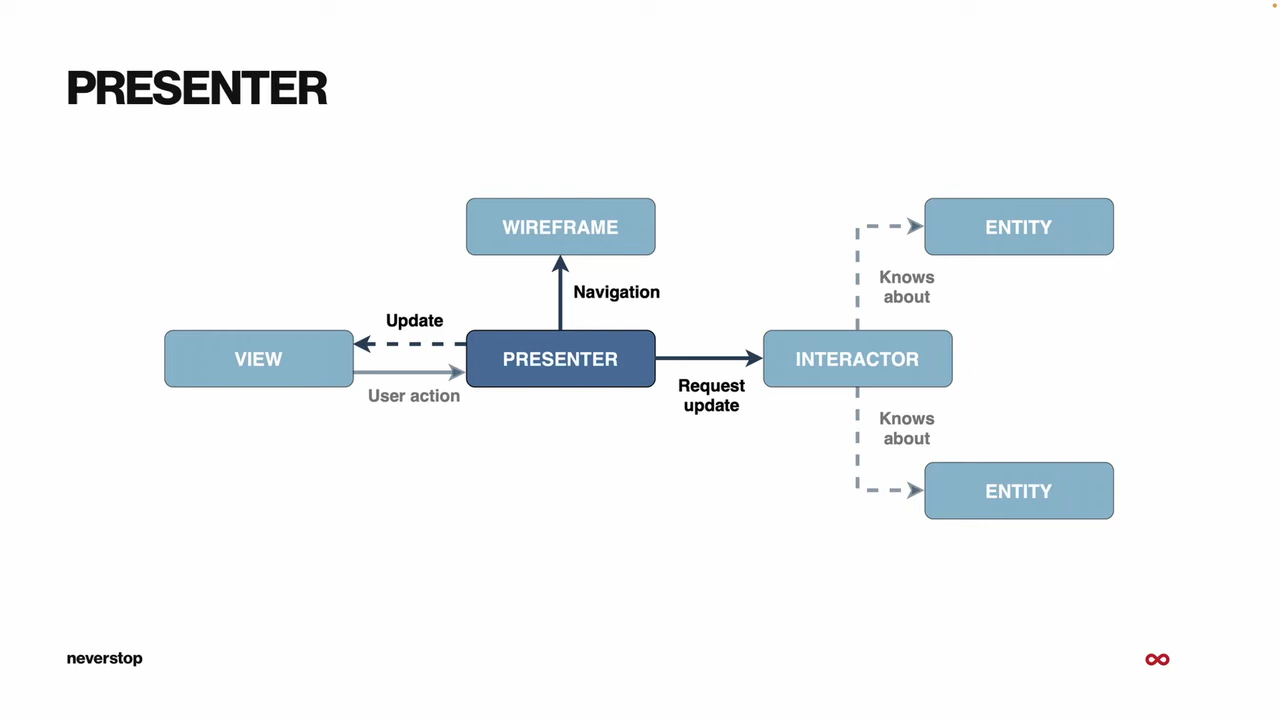 PRESENTER
WIREFRAME
ENTITY
Navigation
Knows
about
Update
VIEW
PRESENTER
INTERACTOR
User action
Request
update
Knows
about
ENTITY
neverstop